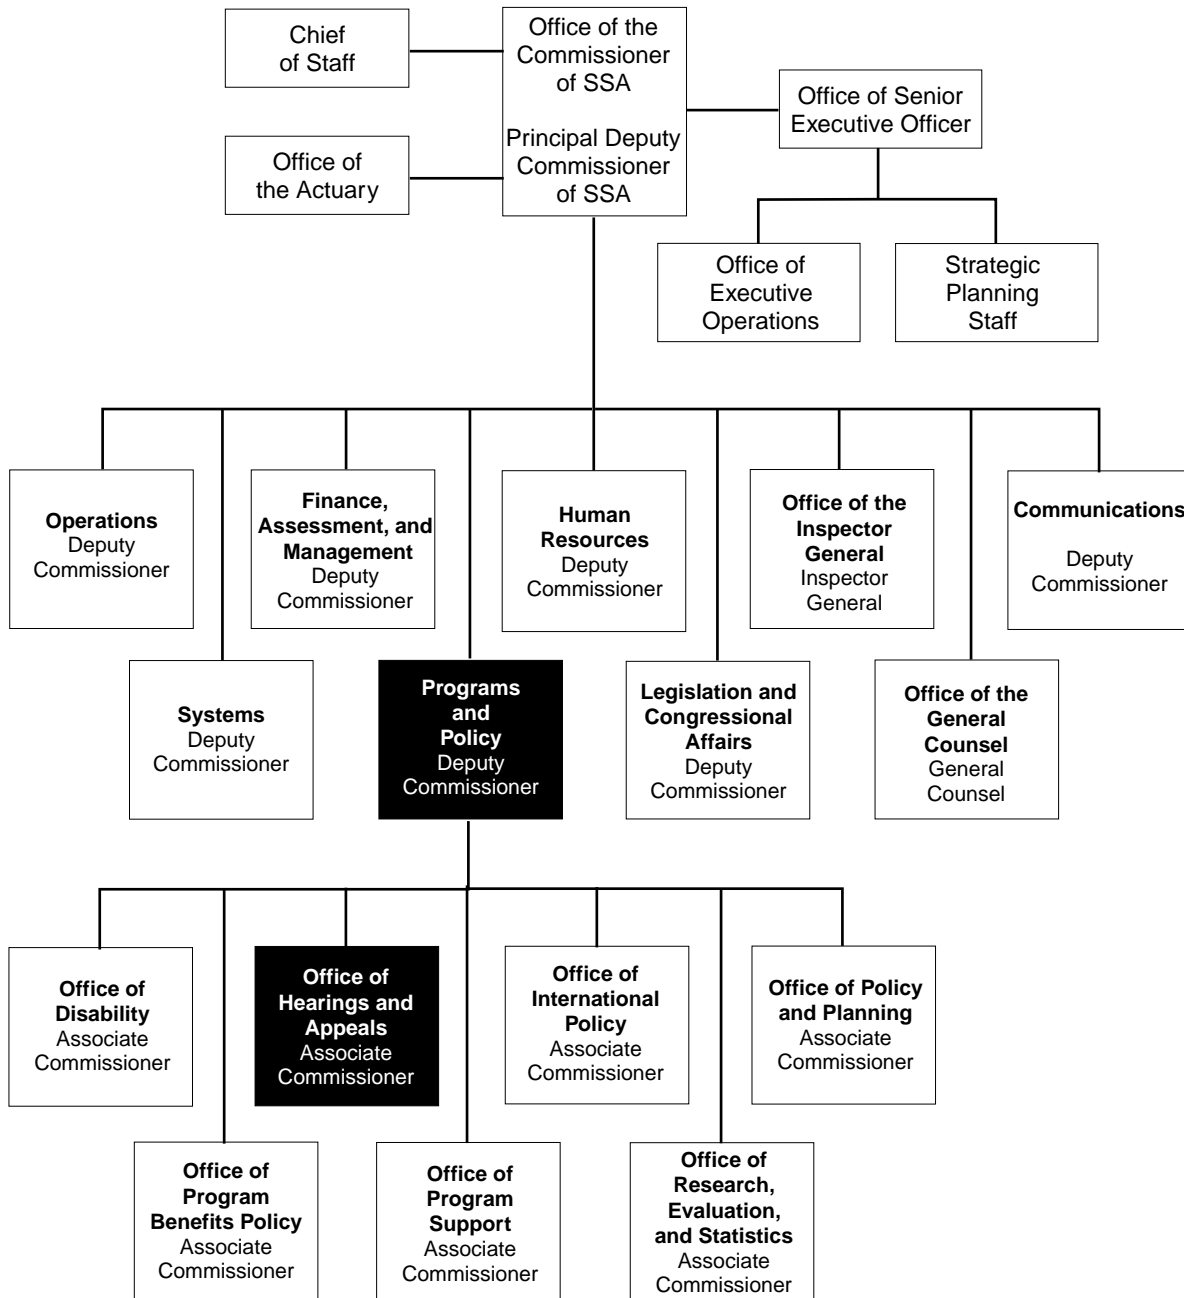 Chief
of Staff
Office of the
Commissioner
of SSA
Principal Deputy
Commissioner
of SSA
Office of Senior
Executive Officer
Office of
the Actuary
Office of
Executive
Operations
Strategic
Planning
Staff
Operations
Deputy
Commissioner
Finance,
Assessment, and
Management
Deputy
Commissioner
Human
Resources
Deputy
Commissioner
Office of the
Inspector
General
Inspector
General
Communications
Deputy
Commissioner
Systems
Deputy
Commissioner
Programs
and
Policy
Deputy
Commissioner
Legislation and
Congressional
Affairs
Deputy
Commissioner
Office of the
General
Counsel
General
Counsel
Office of
Disability
Associate
Commissioner
Office of
Hearings and
Appeals
Associate
Commissioner
Office of
International
Policy
Associate
Commissioner
Office of Policy
and Planning
Associate
Commissioner
Office of
Program
Benefits Policy
Associate
Commissioner
Office of
Program
Support
Associate
Commissioner
Office of
Research,
Evaluation,
and Statistics
Associate
Commissioner